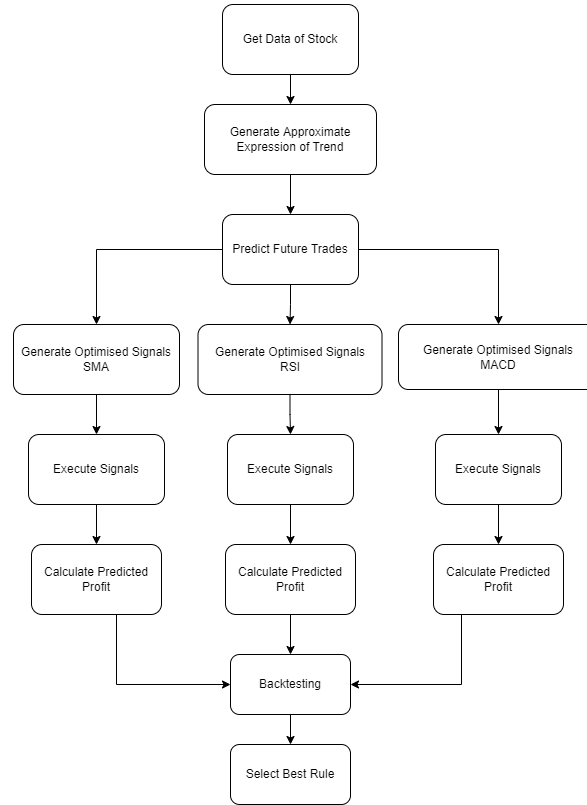 Get Data of Stock
Generate Approximate
Expression of Trend
Predict Future Trades
Generate Optimised Signals
SMA
Generate Optimised Signals
RSI
Generate Optimised Signals
MACD
Execute Signals
Execute Signals
Execute Signals
Calculate Predicted
Profit
Calculate Predicted
Profit
Calculate Predicted
Profit
Backtesting
Select Best Rule